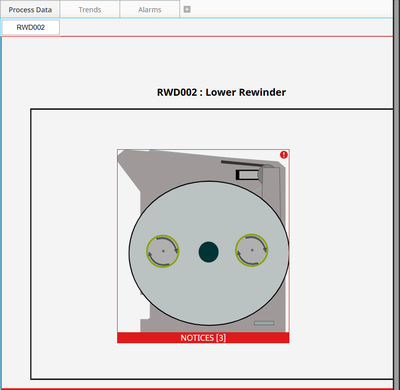 Process Data
Trends
Alarms
RWD002
RWD002 : Lower Rewinder
NOTICES [3]